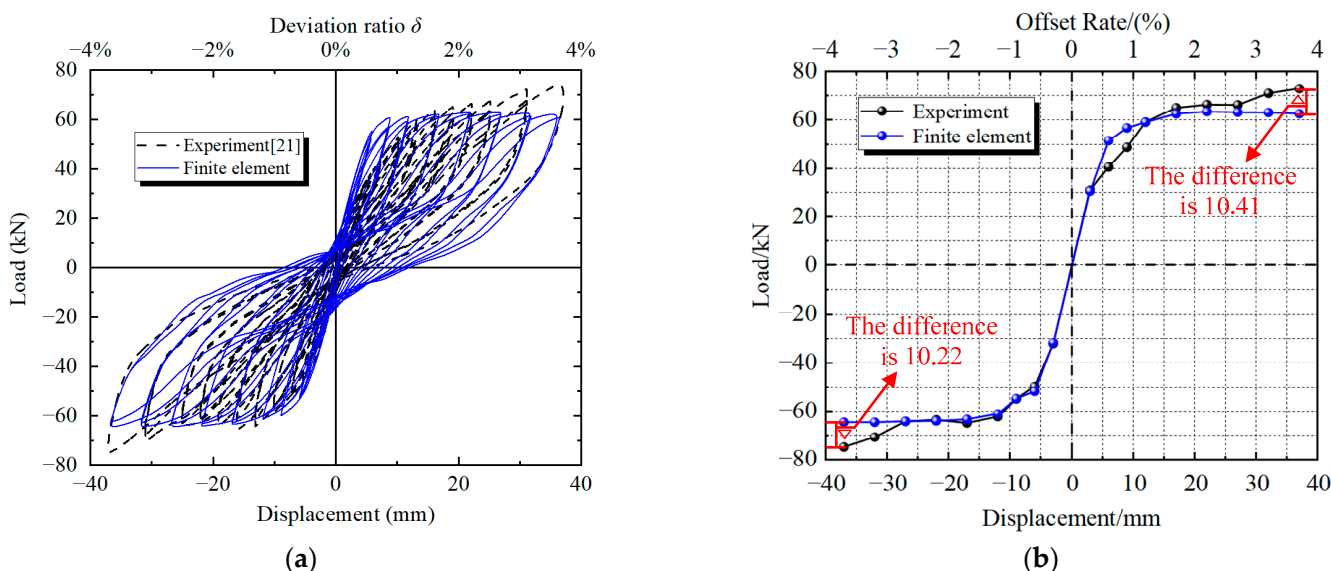 Deviation ratio δ
−4% −2% 0% 2% 4%
80
60
40
20
0
−20
−40
−60
−80
Load (kN)
Experiment[21]
Finite element
−40 −20 0 20 40
Displacement (mm)
(a)
Offset Rate/(%)
−4 −3 −2 −1 0 1 2 3 4
80
60
40
20
0
−20
−40
−60
−80
Load/kN
Experiment
Finite element
The difference
is 10.41
The difference
is 10.22
−40 −30 −20 −10 0 10 20 30 40
Displacement/mm
(b)